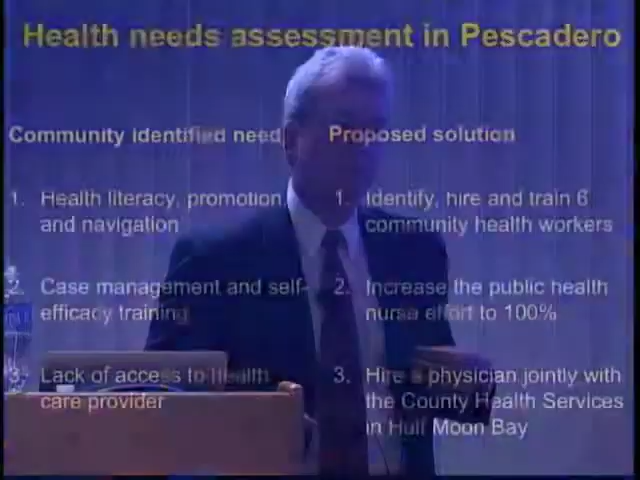 Health needs assessment in Pescadero
Community identified need
Proposed solution
1. Health literacy, promotion
and navigation
1. Identify, hire and train 6
community health workers
2. Case management and self-
efficacy training
2. Increase the public health
nurse effort to 100%
3. Lack of access to health
care provider
3. Hire a physician jointly with
the County Health Services
in Half Moon Bay